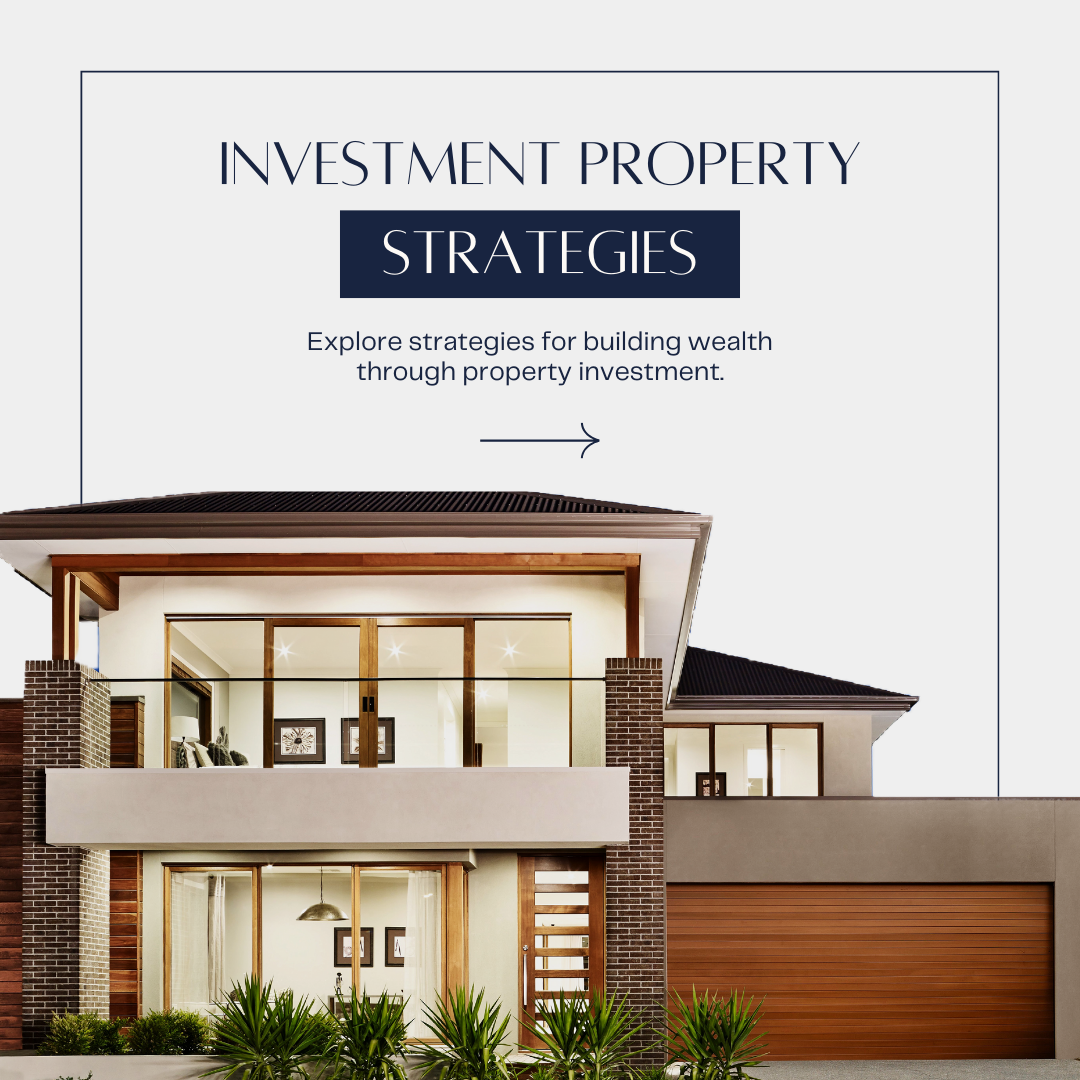 INVESTMENT PROPERTY
STRATEGIES
Explore strategies for building wealth
through property investment.